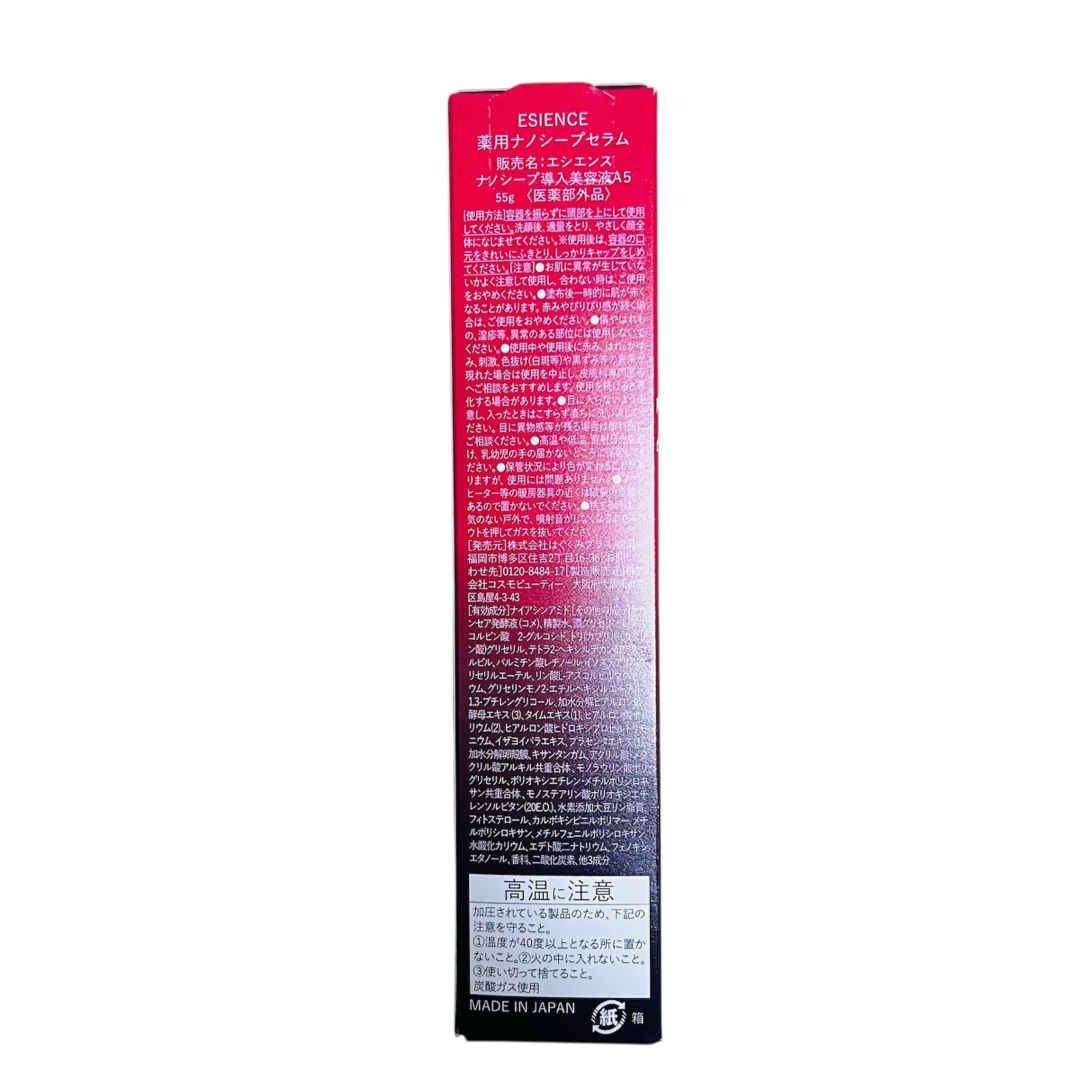 ESIENCE
薬用ナノシープセラム
販売名:エシエンス
ナノシープ導入美容液A5
55g 〈医薬部外品〉
[使用方法]容器を振らずに頭部を上にして使用
してください。洗顔後、適量をとり、やさしく顔全
体になじませてください。※使用後は、容器の口
元をきれいにふきとり、しっかりキャップをしめ
てください。[注意]●お肌に異常が生じていな
いかよく注意して使用し、合わない時は、ご使用
をおやめください。●塗布後一時的に肌が赤く
なることがあります。赤みやぴりぴり感が続く場
合は、ご使用をおやめください。●傷やはれも
の、湿疹等、異常のある部位には使用しないで
ください。●使用中や使用後に赤み、はれ、かゆ
み、刺激、色抜け(白斑等)や黒ずみ等の異常が
現れた場合は使用を中止し、皮膚科専門医等
へご相談をおすすめします。使用を続けると悪
化する場合があります。●目に入らないよう注
意し、入ったときはこすらず直ちに洗い流してく
ださい。目に異物感等が残る場合は眼科医に
ご相談ください。●高温や低温、直射日光を避
け、乳幼児の手の届かないところに保管してく
ださい。●保管状況により色が変わることがあ
りますが、使用には問題ありません。●
ヒーター等の暖房器具の近くは破裂の危険が
あるので置かないでください。●捨てる時は、火
気のない戸外で、噴射音がしなくなるまで
ウトを押してガスを抜いてください。
[発売元]株式会社はぐくみプラス 福岡県
福岡市博多区住吉2丁目16-36[お問い合
わせ先]0120-8484-17[製造販売元]株式
会社コスモビューティー 大阪府大阪市
区島屋4-3-43
[有効成分]ナイアシンアミド[その他の成分]
ンセア発酵液(コメ)、精製水、濃グリセリン、
コルビン酸 2-グルコシド、トリ(カプリル・カプリ
ン酸)グリセリル、テトラ2-ヘキシルデカン酸アスコ
ルビル、パルミチン酸レチノール、イソステアリル
リセリルエーテル、リン酸L-アスコルビルマグネシ
ウム、グリセリンモノ2-エチルヘキシルエーテル、
1,3-ブチレングリコール、加水分解ヒアルロン酸、
酵母エキス(3)、タイムエキス(1)、ヒアルロン酸ナト
リウム(2)、ヒアルロン酸ヒドロキシプロピルトリモ
ニウム、イザヨイバラエキス、プラセンタエキス(1)、
加水分解卵殻膜、キサンタンガム、アクリル酸・メタ
クリル酸アルキル共重合体、モノラウリン酸ポリ
グリセリル、ポリオキシエチレン・メチルポリシロキ
サン共重合体、モノステアリン酸ポリオキシエチ
レンソルビタン(20E.O.)、水素添加大豆リン脂質、
フィトステロール、カルボキシビニルポリマー、メチ
ルポリシロキサン、メチルフェニルポリシロキサン、
水酸化カリウム、エデト酸二ナトリウム、フェノキシ
エタノール、香料、二酸化炭素、他3成分
高温に注意
加圧されている製品のため、下記の
注意を守ること。
①温度が40度以上となる所に置か
ないこと。②火の中に入れないこと。
③使い切って捨てること。
炭酸ガス使用
MADE IN JAPAN
紙 箱